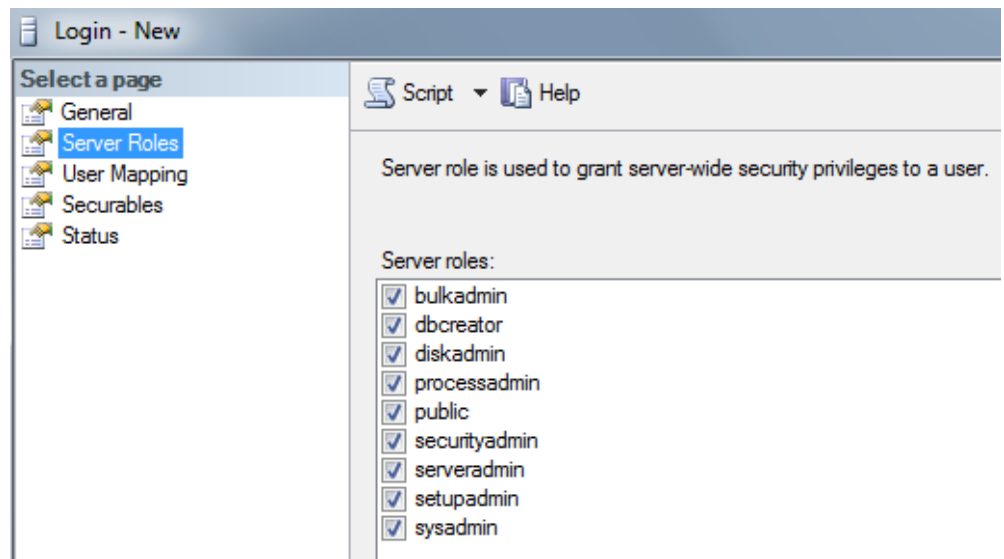 Login - New
Select a page
General
Server Roles
User Mapping
Securables
Status
Script Help
Server role is used to grant server-wide security privileges to a user.
Server roles:
bulkadmin
dbcreator
diskadmin
processadmin
public
securityadmin
serveradmin
setupadmin
sysadmin